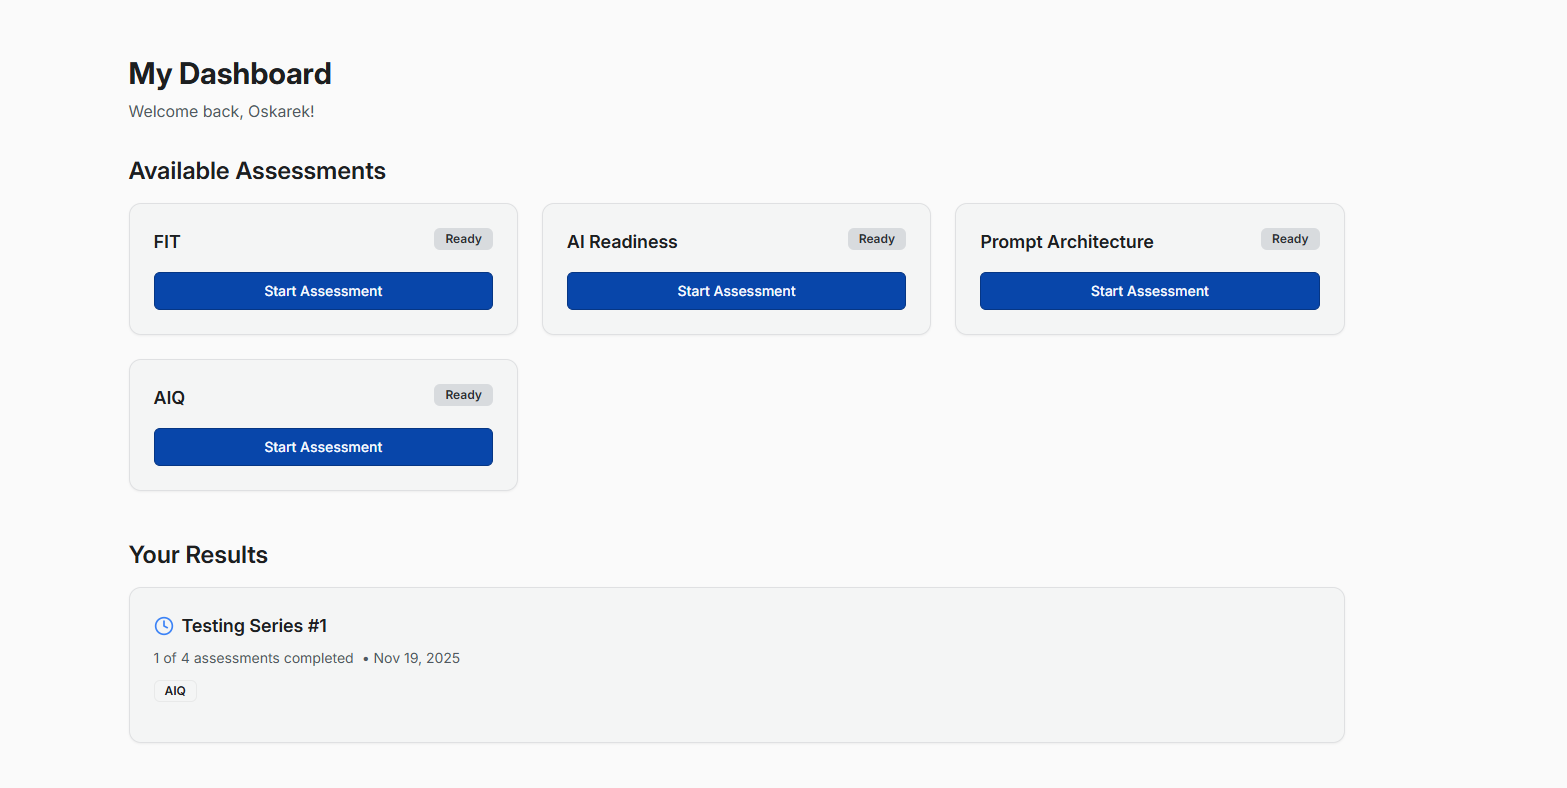 My Dashboard
Welcome back, Oskarek!
Available Assessments
FIT
Ready
Start Assessment
AI Readiness
Ready
Start Assessment
Prompt Architecture
Ready
Start Assessment
AIQ
Ready
Start Assessment
Your Results
Testing Series #1
1 of 4 assessments completed • Nov 19, 2025
AIQ